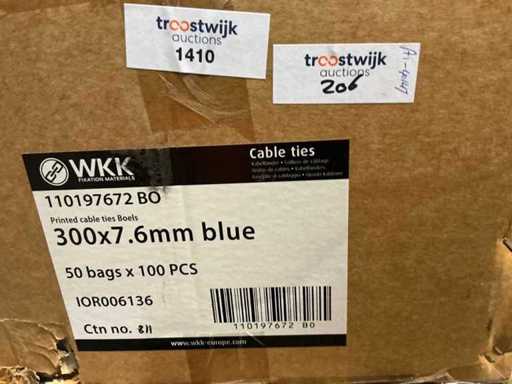 troostwijk
auctions
1410
troostwijk
auctions
206
WKK
FIXATION MATERIALS
Cable ties
110197672 BO
Printed cable ties Boels
300x7.6mm blue
50 bags x 100 PCS
IOR006136
Ctn no.
110197672 BO
www.wkk-europe.com